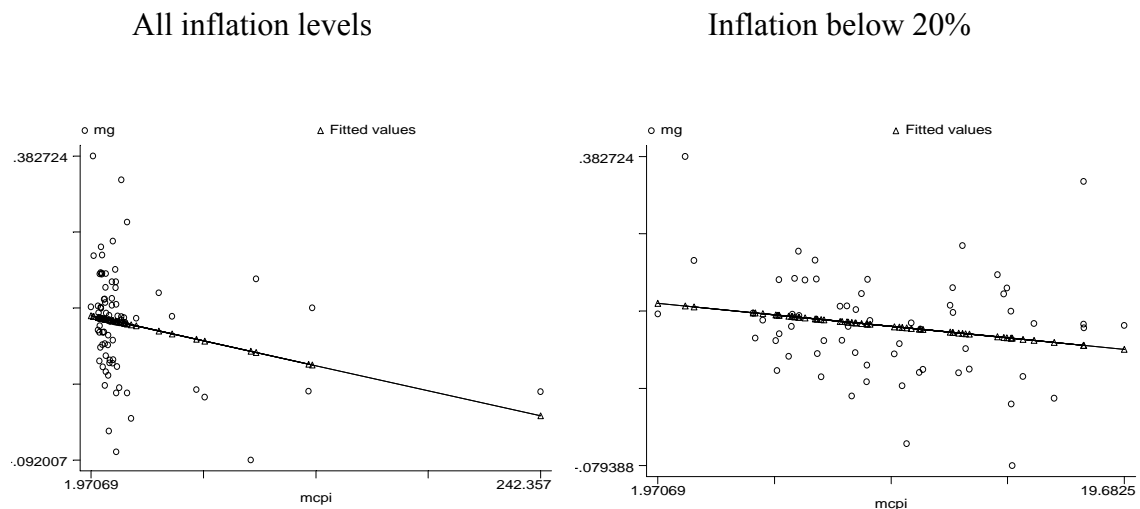 All inflation levels
Inflation below 20%
mg
Fitted values
mg
Fitted values
.382724
.382724
-.092007
-.079388
1.97069
242.357
1.97069
19.6825
mcpi
mcpi